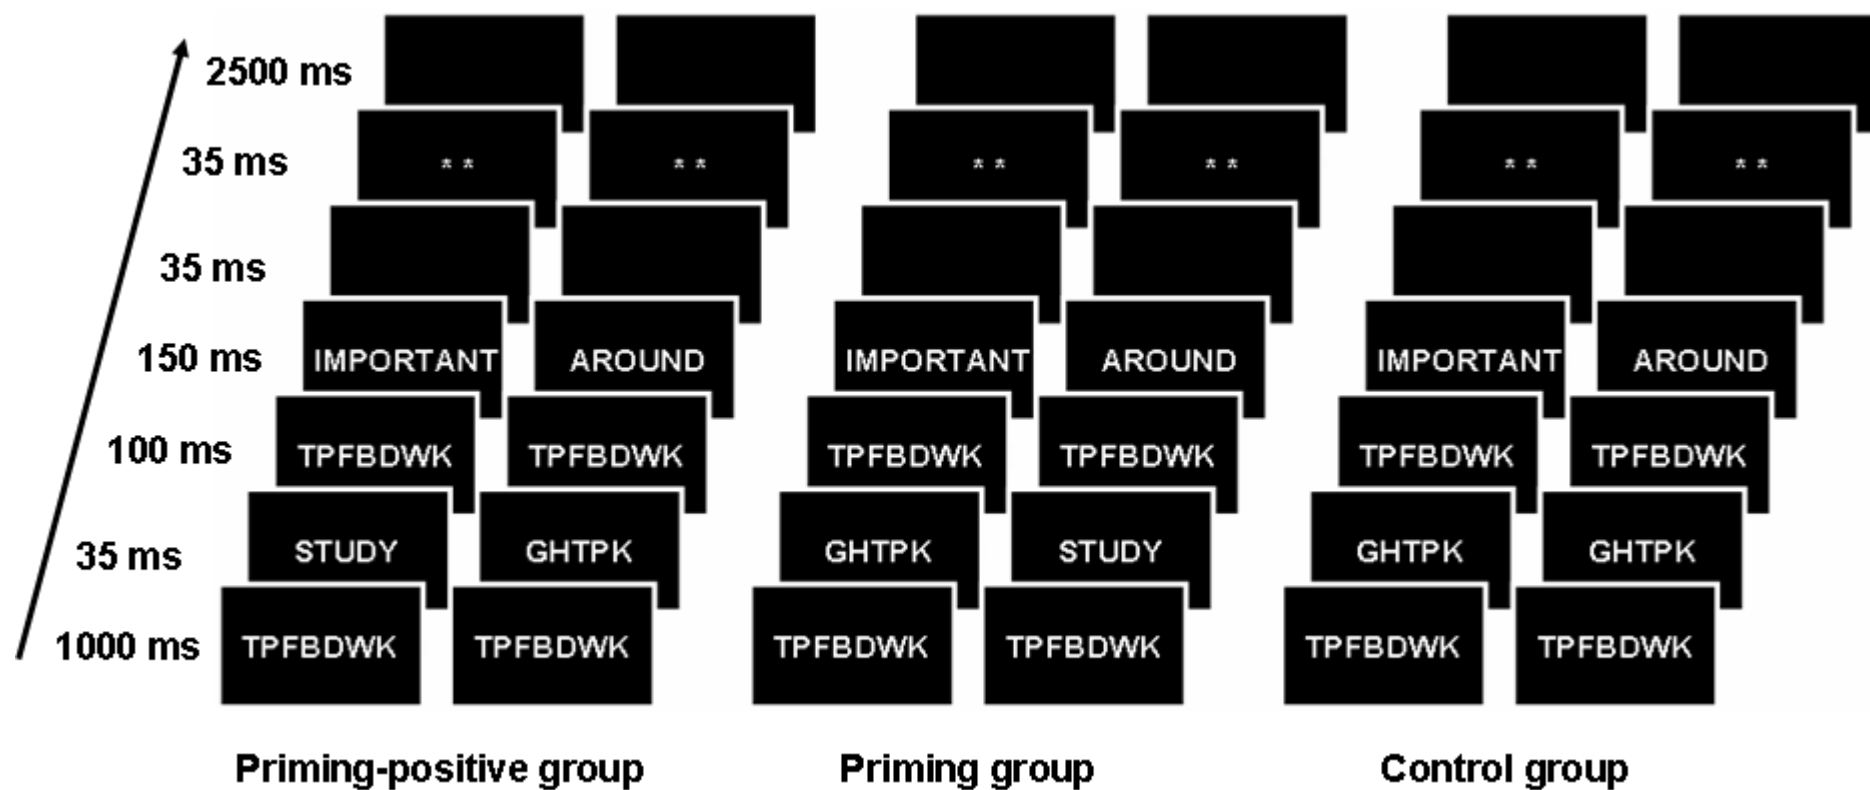 2500 ms
35 ms * * * * * * * * * * * *
35 ms
150 ms IMPORTANT AROUND IMPORTANT AROUND IMPORTANT AROUND
100 ms TPFBDWK TPFBDWK TPFBDWK TPFBDWK TPFBDWK TPFBDWK
35 ms STUDY GHTPK GHTPK STUDY GHTPK GHTPK
1000 ms TPFBDWK TPFBDWK TPFBDWK TPFBDWK TPFBDWK TPFBDWK
Priming-positive group Priming group Control group